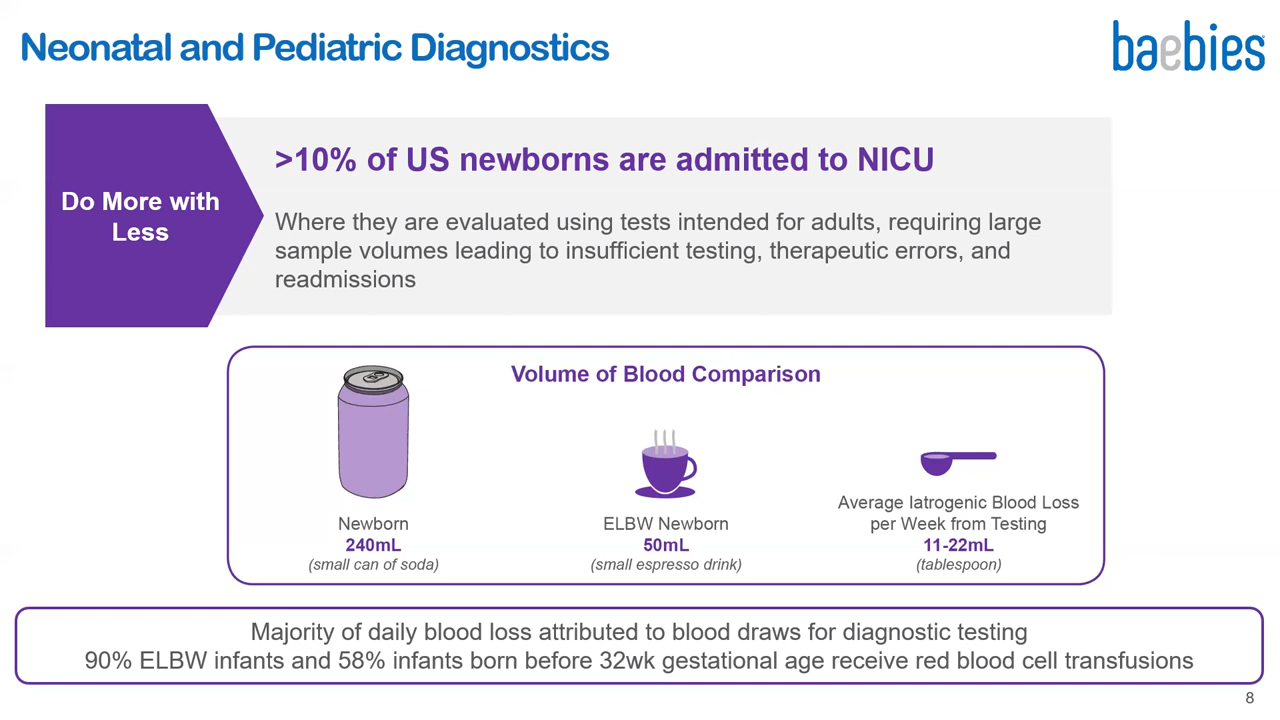 Neonatal and Pediatric Diagnostics
baebies
Do More with
Less
>10% of US newborns are admitted to NICU
Where they are evaluated using tests intended for adults, requiring large
sample volumes leading to insufficient testing, therapeutic errors, and
readmissions
Volume of Blood Comparison
Newborn
240mL
(small can of soda)
ELBW Newborn
50mL
(small espresso drink)
Average Iatrogenic Blood Loss
per Week from Testing
11-22mL
(tablespoon)
Majority of daily blood loss attributed to blood draws for diagnostic testing
90% ELBW infants and 58% infants born before 32wk gestational age receive red blood cell transfusions
8